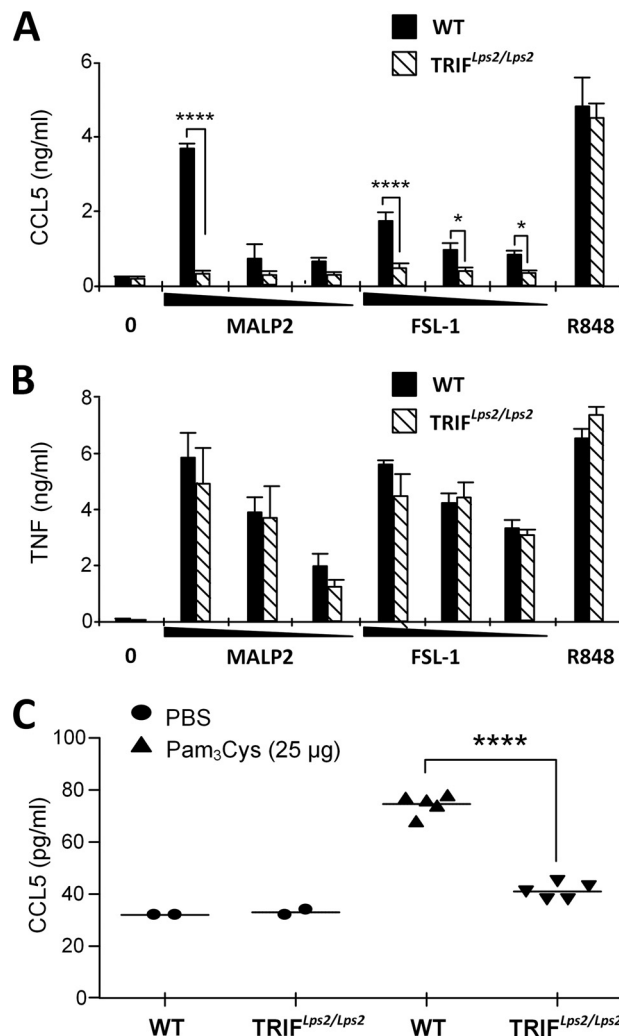 A
WT
TRIF^Lps2/Lps2
CCL5 (ng/ml)
6
4
2
0
****
****
*
*
0
MALP2
FSL-1
R848
B
WT
TRIF^Lps2/Lps2
TNF (ng/ml)
8
6
4
2
0
0
MALP2
FSL-1
R848
C
PBS
Pam₃Cys (25 µg)
CCL5 (pg/ml)
100
80
60
40
20
0
****
WT
TRIF^Lps2/Lps2
WT
TRIF^Lps2/Lps2